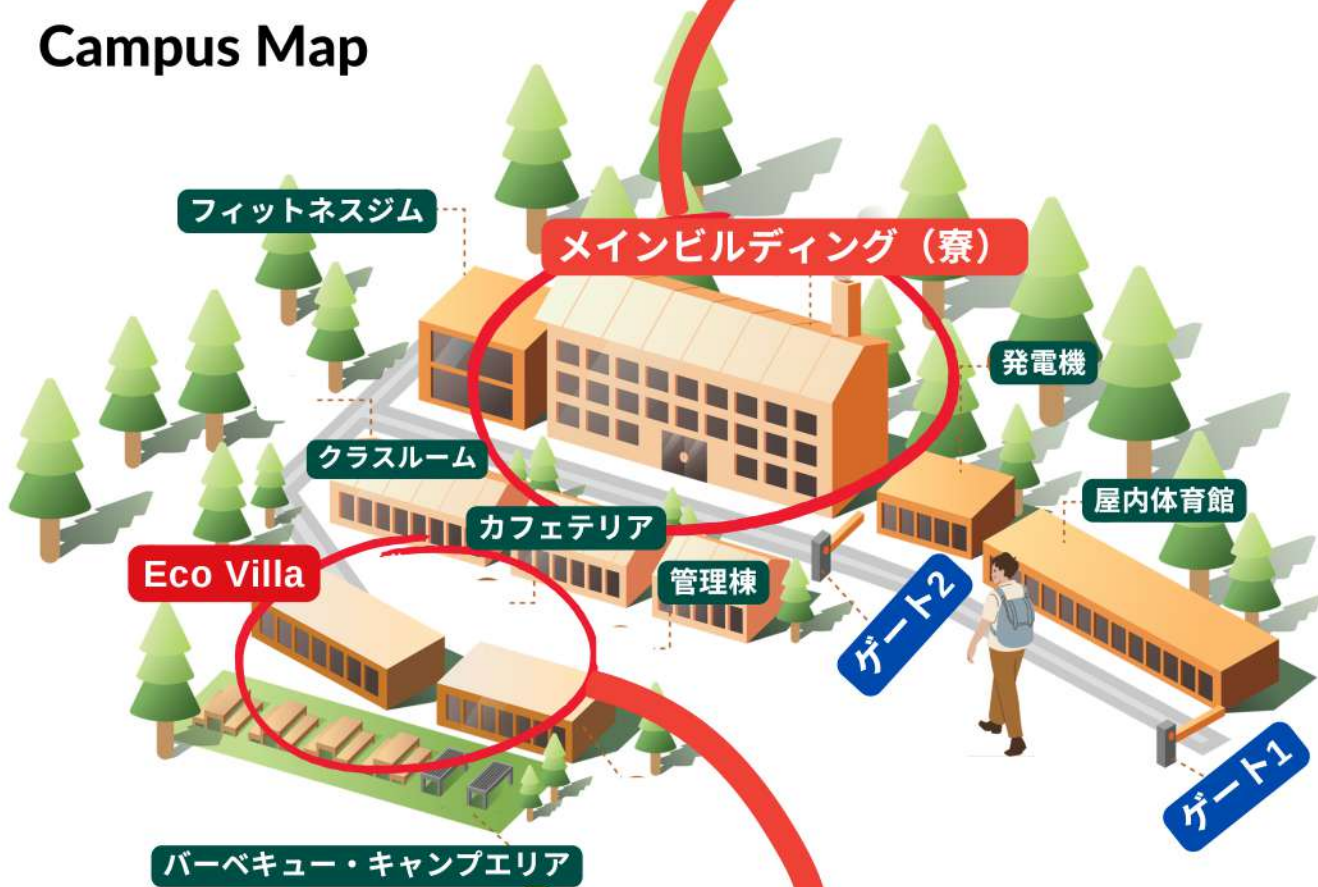 Campus Map
フィットネスジム
メインビルディング（寮）
発電機
クラスルーム
屋内体育館
カフェテリア
Eco Villa
管理棟
ゲート2
ゲート1
バーベキュー・キャンプエリア